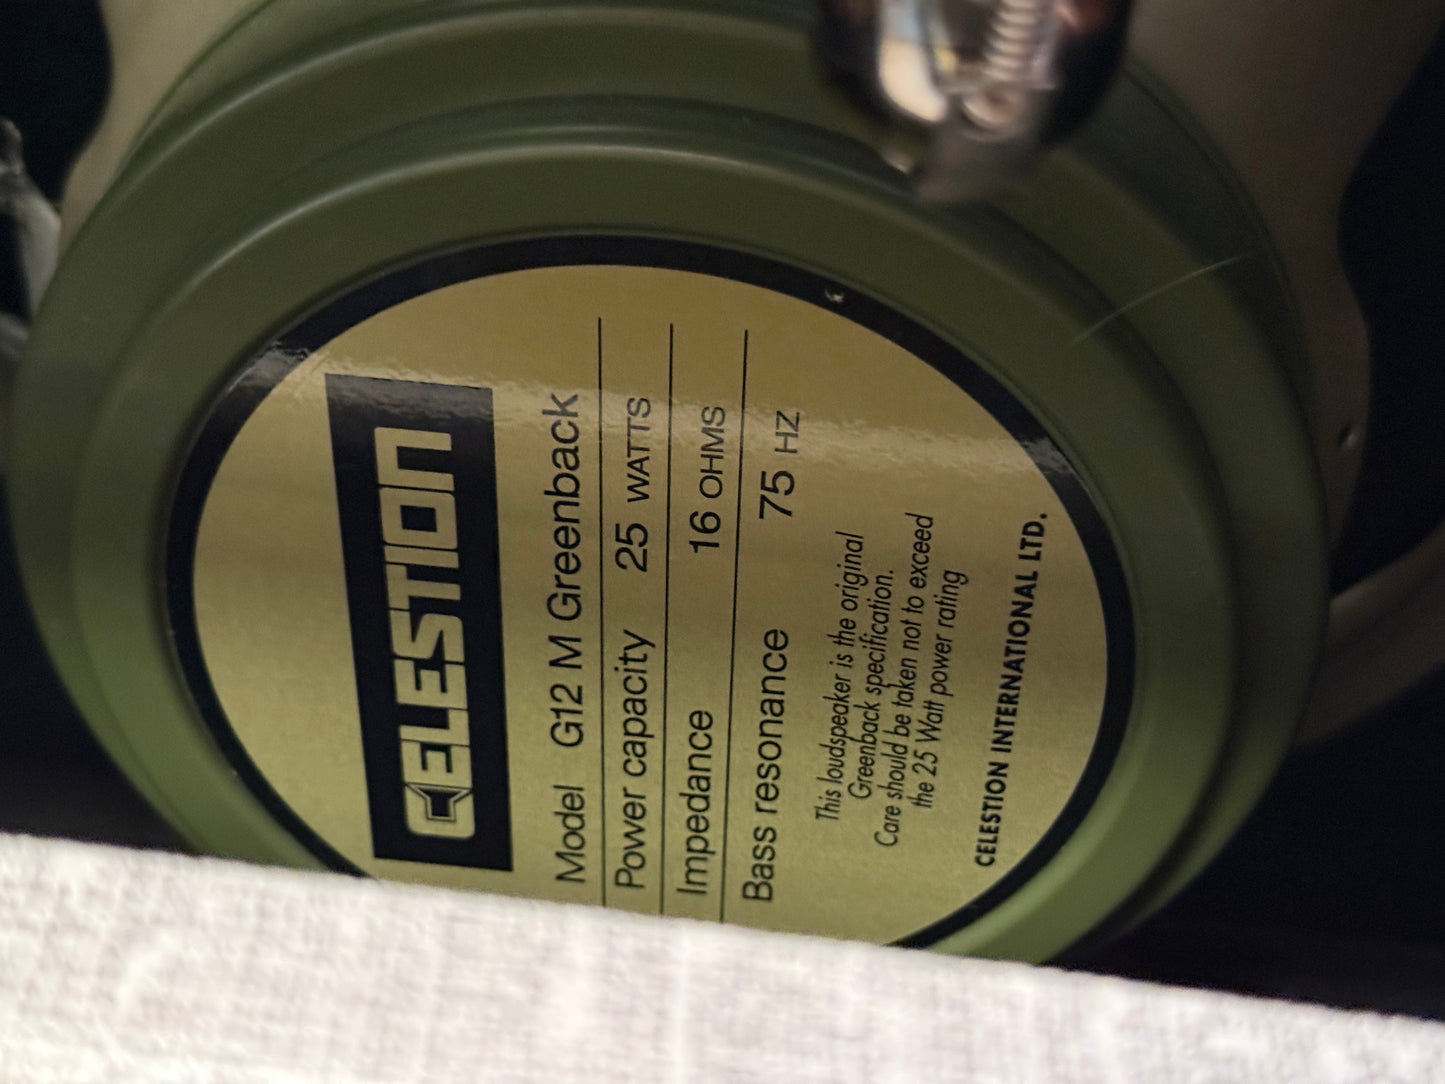 CELESTION
Model G12 M Greenback
Power capacity 25 WATTS
Impedance 16 OHMS
Bass resonance 75 HZ
This loudspeaker is the original
Greenback specification.
Care should be taken not to exceed
the 25 Watt power rating
CELESTION INTERNATIONAL LTD.